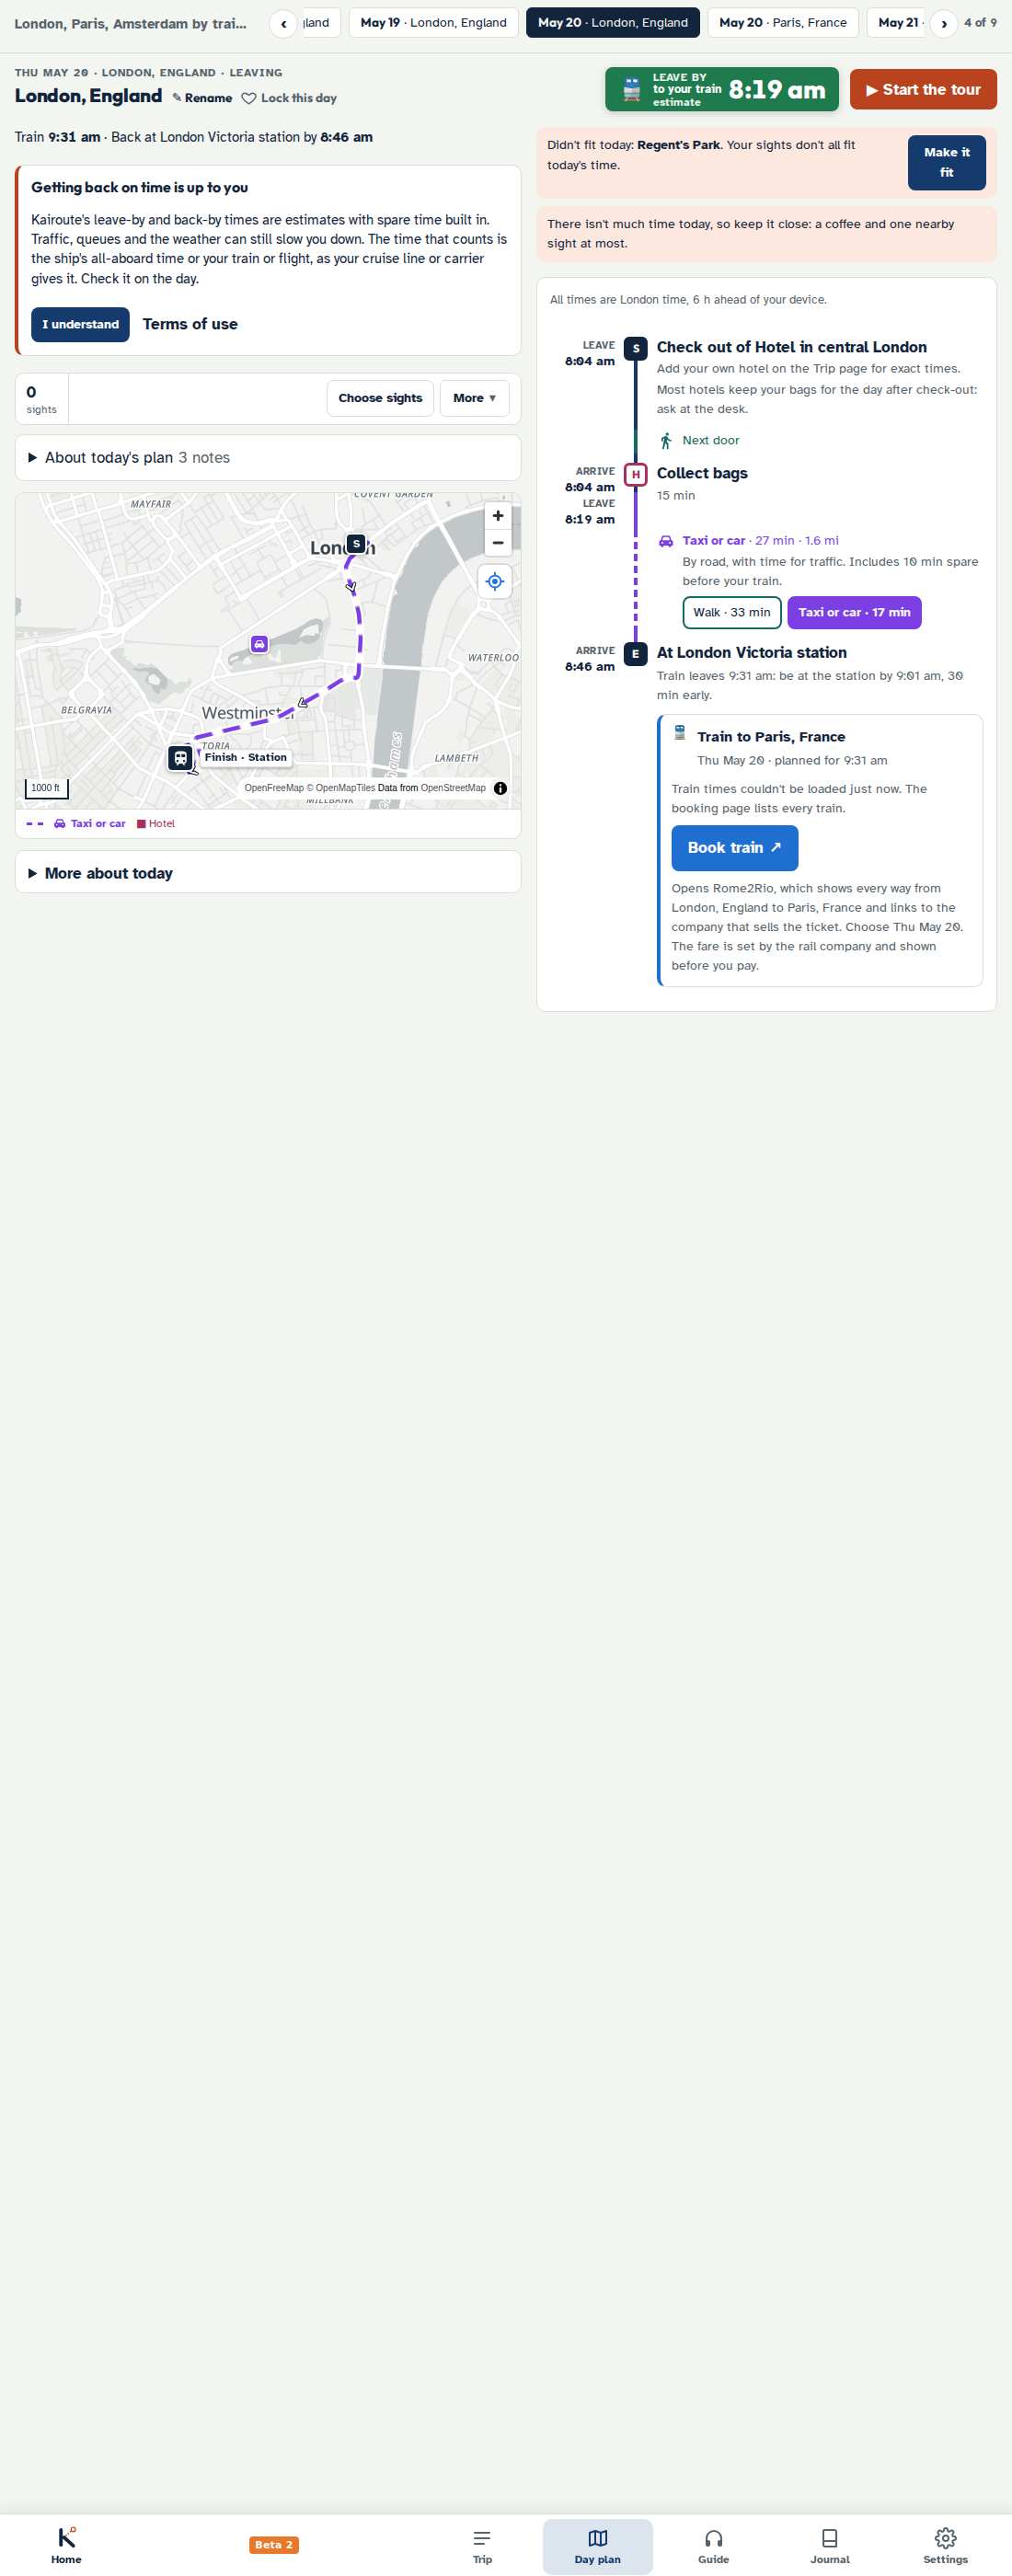 London, Paris, Amsterdam by trai...
‹
gland
May 19 · London, England
May 20 · London, England
May 20 · Paris, France
May 21 ·
›
4 of 9
THU MAY 20 · LONDON, ENGLAND · LEAVING
London, England
✎ Rename
Lock this day
LEAVE BY
to your train
estimate
8:19 am
▶ Start the tour
Train 9:31 am · Back at London Victoria station by 8:46 am
Getting back on time is up to you
Kairoute's leave-by and back-by times are estimates with spare time built in.
Traffic, queues and the weather can still slow you down. The time that counts is
the ship's all-aboard time or your train or flight, as your cruise line or carrier
gives it. Check it on the day.
I understand
Terms of use
0
sights
Choose sights
More ▼
▶ About today's plan 3 notes
MAYFAIR
COVENT GARDEN
London
S
+
−
WATERLOO
BELGRAVIA
Westminster
TORIA
Finish · Station
LAMBETH
MILLBANK
1000 ft
OpenFreeMap © OpenMapTiles Data from OpenStreetMap
Taxi or car
Hotel
▶ More about today
Didn't fit today: Regent's Park. Your sights don't all fit
today's time.
Make it
fit
There isn't much time today, so keep it close: a coffee and one nearby
sight at most.
All times are London time, 6 h ahead of your device.
LEAVE
8:04 am
S
Check out of Hotel in central London
Add your own hotel on the Trip page for exact times.
Most hotels keep your bags for the day after check-out:
ask at the desk.
Next door
ARRIVE
8:04 am
LEAVE
8:19 am
H
Collect bags
15 min
Taxi or car · 27 min · 1.6 mi
By road, with time for traffic. Includes 10 min spare
before your train.
Walk · 33 min
Taxi or car · 17 min
ARRIVE
8:46 am
E
At London Victoria station
Train leaves 9:31 am: be at the station by 9:01 am, 30
min early.
Train to Paris, France
Thu May 20 · planned for 9:31 am
Train times couldn't be loaded just now. The
booking page lists every train.
Book train ↗
Opens Rome2Rio, which shows every way from
London, England to Paris, France and links to the
company that sells the ticket. Choose Thu May 20.
The fare is set by the rail company and shown
before you pay.
Home
Beta 2
Trip
Day plan
Guide
Journal
Settings